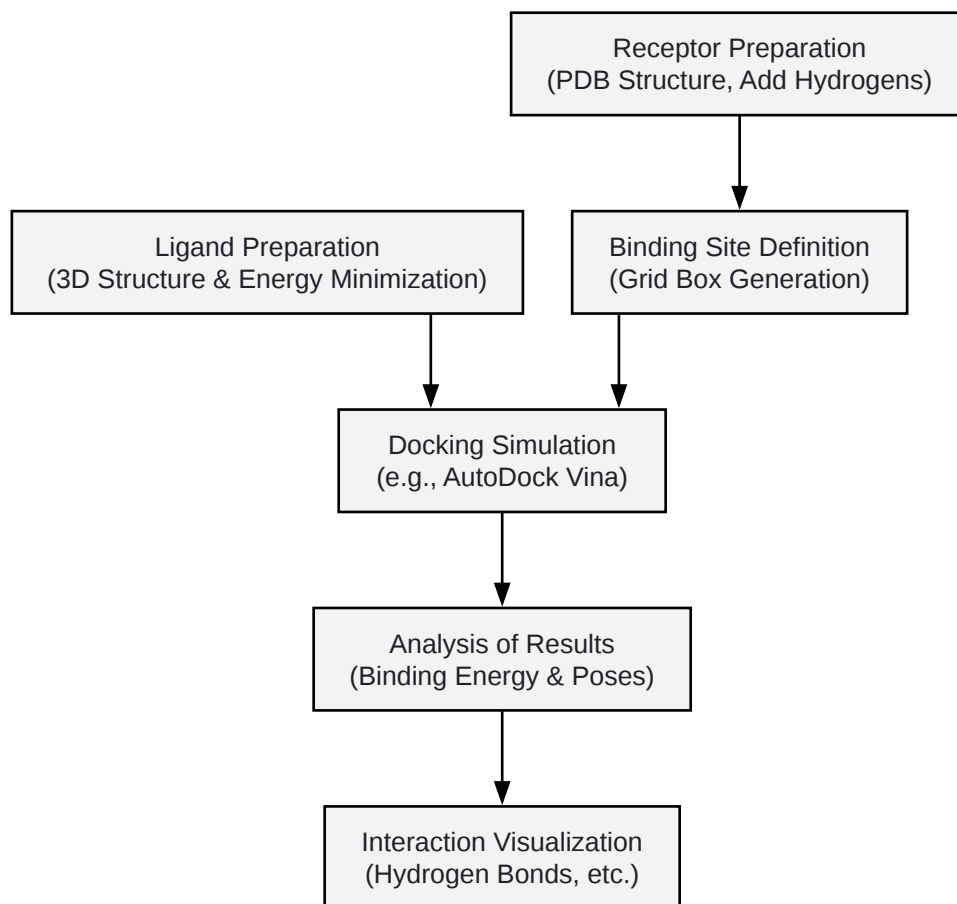 Receptor Preparation
(PDB Structure, Add Hydrogens)
Ligand Preparation
(3D Structure & Energy Minimization)
Binding Site Definition
(Grid Box Generation)
Docking Simulation
(e.g., AutoDock Vina)
Analysis of Results
(Binding Energy & Poses)
Interaction Visualization
(Hydrogen Bonds, etc.)